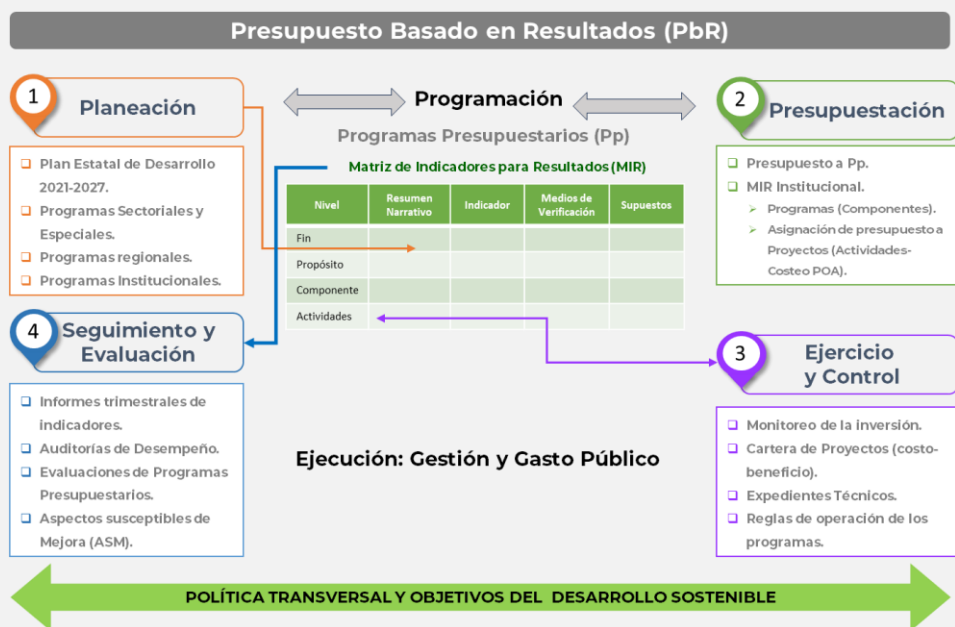 Presupuesto Basado en Resultados (PbR)
1
Planeación
❑ Plan Estatal de Desarrollo
2021-2027.
❑ Programas Sectoriales y
Especiales.
❑ Programas regionales.
❑ Programas Institucionales.
Programación
Programas Presupuestarios (Pp)
Matriz de Indicadores para Resultados (MIR)
Nivel
Resumen
Narrativo
Indicador
Medios de
Verificación
Supuestos
Fin
Propósito
Componente
Actividades
2
Presupuestación
❑ Presupuesto a Pp.
❑ MIR Institucional.
➢ Programas (Componentes).
➢ Asignación de presupuesto a
Proyectos (Actividades-
Costeo POA).
4
Seguimiento y
Evaluación
❑ Informes trimestrales de
indicadores.
❑ Auditorías de Desempeño.
❑ Evaluaciones de Programas
Presupuestarios.
❑ Aspectos susceptibles de
Mejora (ASM).
Ejecución: Gestión y Gasto Público
3
Ejercicio
y Control
❑ Monitoreo de la inversión.
❑ Cartera de Proyectos (costo-
beneficio).
❑ Expedientes Técnicos.
❑ Reglas de operación de los
programas.
POLÍTICA TRANSVERSAL Y OBJETIVOS DEL DESARROLLO SOSTENIBLE